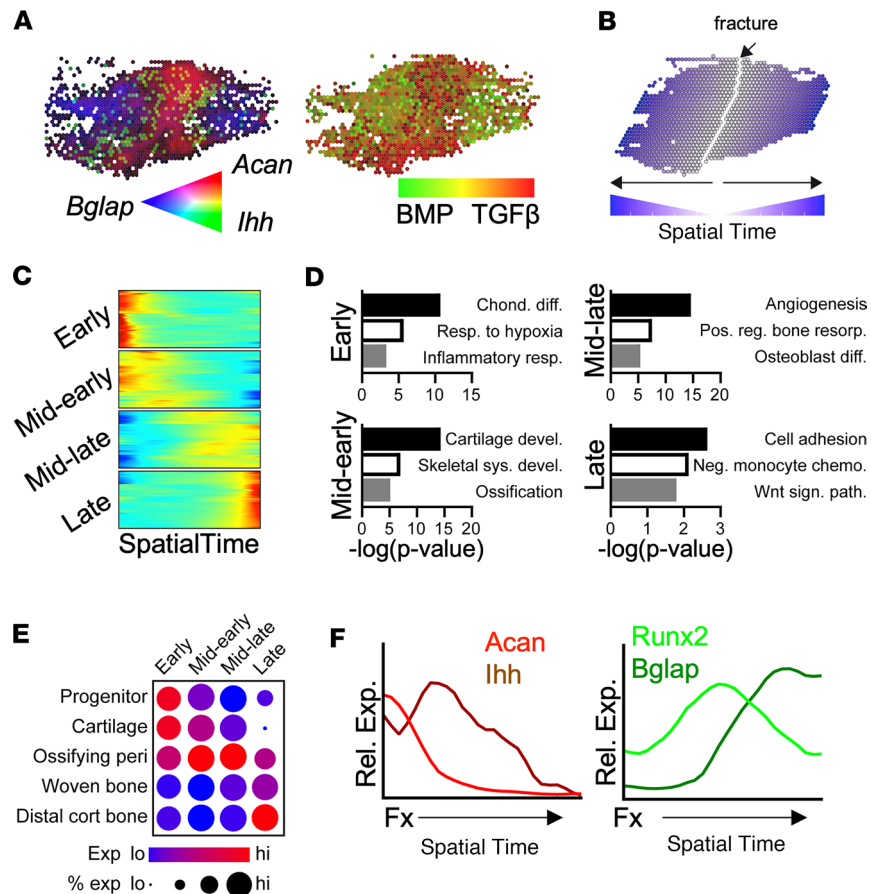 A
Acan
Bglap
Ihh
BMP TGFβ
B
fracture
Spatial Time
C
Early
Mid-early
Mid-late
Late
SpatialTime
D
Early
Chond. diff.
Resp. to hypoxia
Inflammatory resp.
0 5 10 15
Mid-late
Angiogenesis
Pos. reg. bone resorp.
Osteoblast diff.
0 5 10 15 20
Mid-early
Cartilage devel.
Skeletal sys. devel.
Ossification
0 5 10 15 20
-log(p-value)
Late
Cell adhesion
Neg. monocyte chemo.
Wnt sign. path.
0 1 2 3
-log(p-value)
E
Early Mid-early Mid-late Late
Progenitor
Cartilage
Ossifying peri
Woven bone
Distal cort bone
Exp lo hi
% exp lo hi
F
Acan
Ihh
Rel. Exp.
Fx
Spatial Time
Runx2
Bglap
Rel. Exp.
Fx
Spatial Time